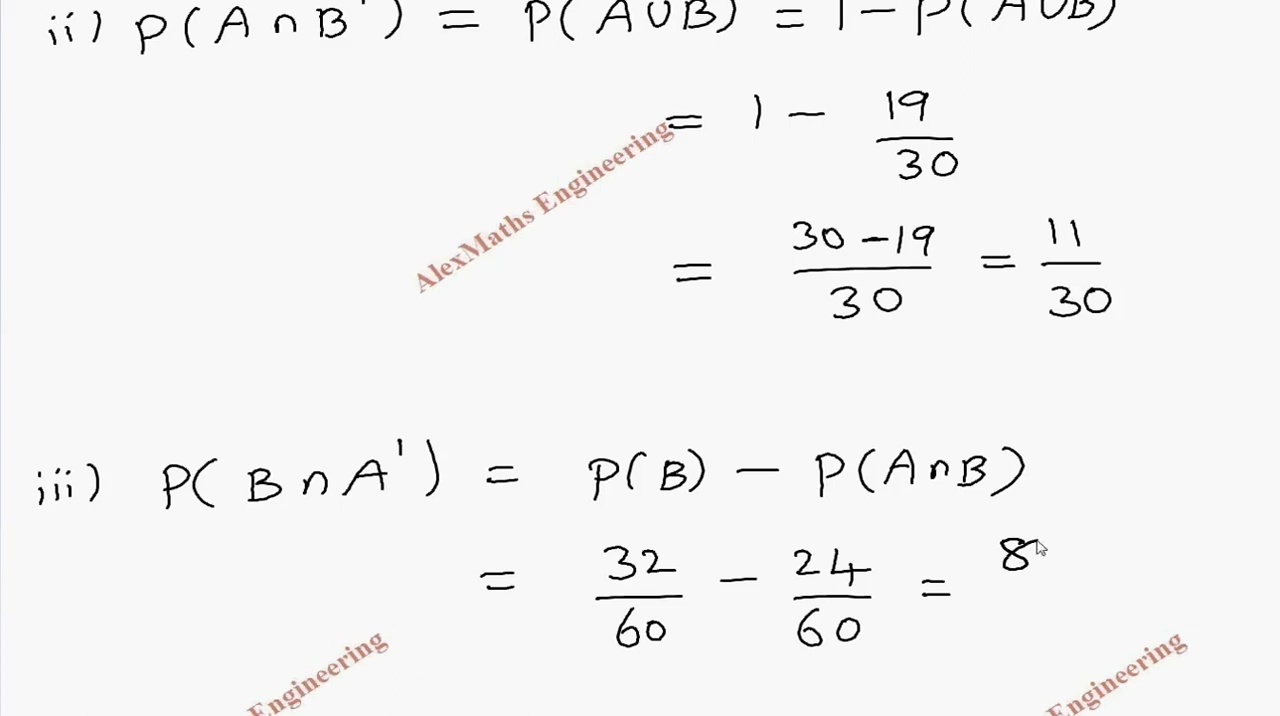 ii) P(A ∩ B') = P(A∪B) = 1 − P(A∪B)
= 1 − 19/30
AlexMaths Engineering
= 30 − 19/30 = 11/30
iii) P(B ∩ A') = P(B) − P(A∩B)
= 32/60 − 24/60 = 8
Engineering
Engineering